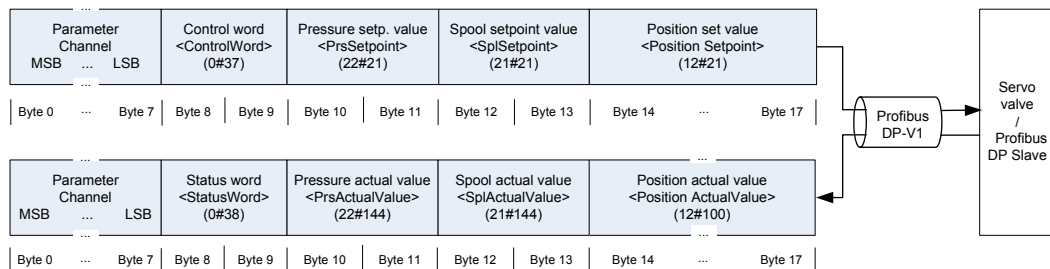 Parameter Channel MSB ... LSB
Control word <ControlWord> (0#37)
Pressure setp. value <PrsSetpoint> (22#21)
Spool setpoint value <SplSetpoint> (21#21)
Position set value <Position Setpoint> (12#21)
...
...
Byte 0 ... Byte 7 Byte 8 Byte 9 Byte 10 Byte 11 Byte 12 Byte 13 Byte 14 ... Byte 17
Profibus DP-V1
Servo valve / Profibus DP Slave
...
Parameter Channel MSB ... LSB
Status word <StatusWord> (0#38)
Pressure actual value <PrsActualValue> (22#144)
Spool actual value <SplActualValue> (21#144)
Position actual value <Position ActualValue> (12#100)
...
...
Byte 0 ... Byte 7 Byte 8 Byte 9 Byte 10 Byte 11 Byte 12 Byte 13 Byte 14 ... Byte 17